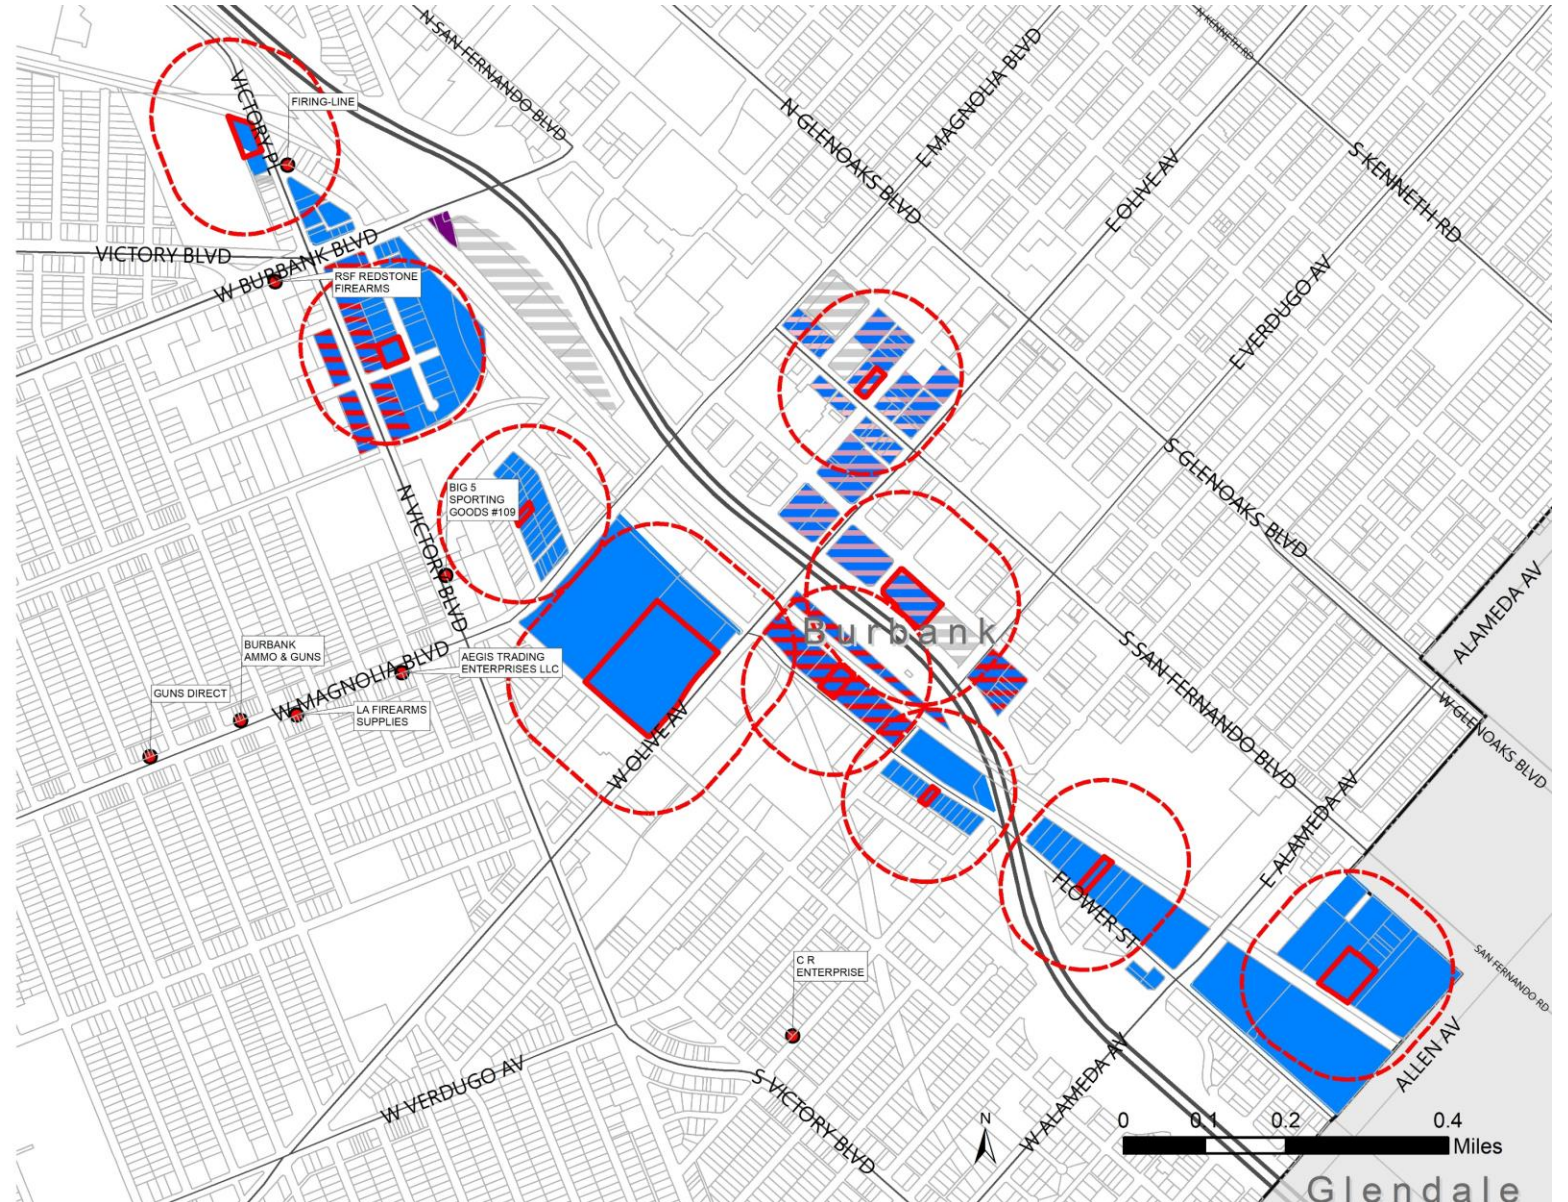 N KENNETH RD
N SAN FERNANDO BLVD
E MAGNOLIA BLVD
N GLENOAKS BLVD
VICTORY PL
FIRING-LINE
S KENNETH RD
E OLIVE AV
VICTORY BLVD
W BURBANK BLVD
RSF REDSTONE
FIREARMS
E VERDUGO AV
S GLENOAKS BLVD
BIG 5
SPORTING
GOODS #109
N VICTORY BLVD
ALAMEDA AV
Burbank
BURBANK
AMMO & GUNS
AEGIS TRADING
ENTERPRISES LLC
S SAN FERNANDO BLVD
GUNS DIRECT
W MAGNOLIA BLVD
LA FIREARMS
SUPPLIES
W GLENOAKS BLVD
W OLIVE AV
E ALAMEDA AV
FLOWER ST
C R
ENTERPRISE
SAN FERNANDO RD
ALLEN AV
W VERDUGO AV
S VICTORY BLVD
W ALAMEDA AV
N
0 0.1 0.2 0.4
Miles
Glendale